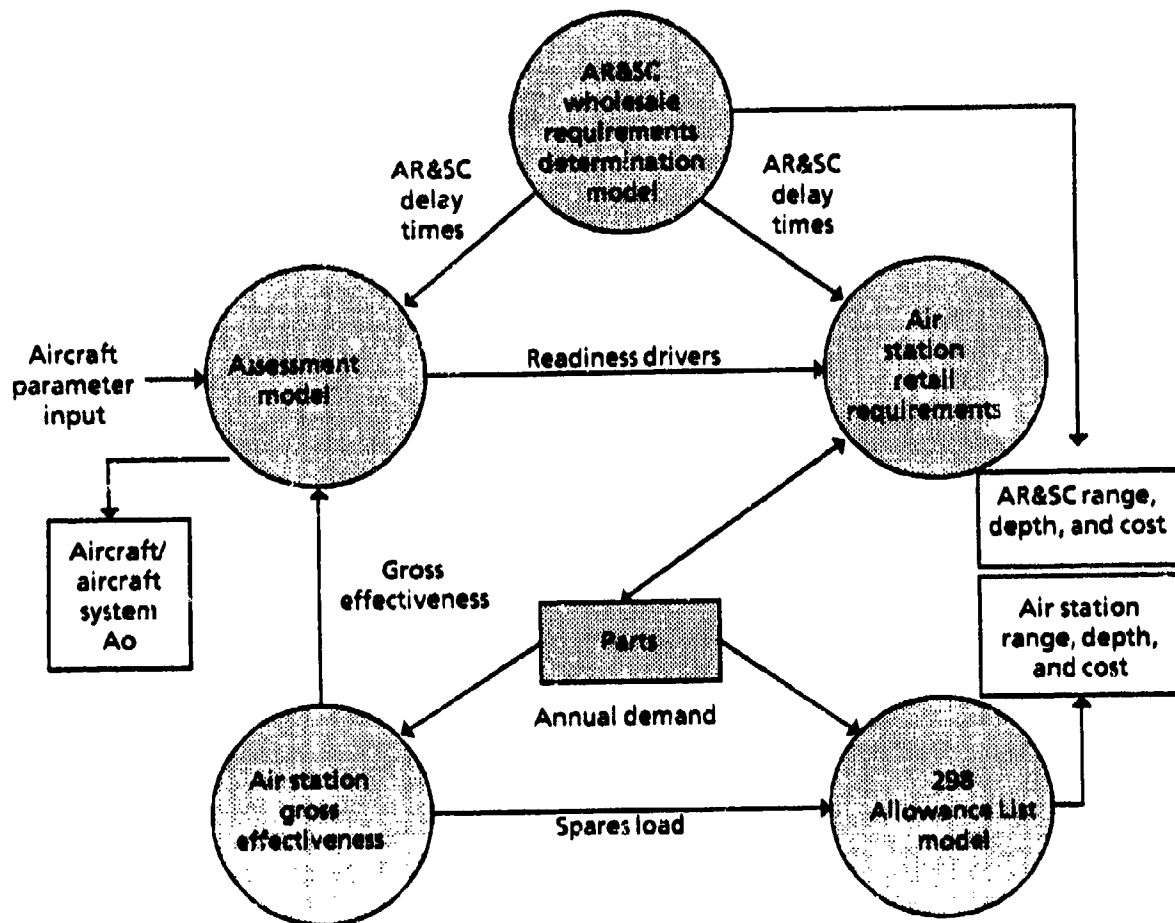 AR&SC
wholesale
requirements
determination
model
AR&SC
delay
times
AR&SC
delay
times
Aircraft
parameter
input
Assessment
model
Readiness drivers
Air
station
retail
requirements
AR&SC range,
depth, and cost
Aircraft/
aircraft
system
Ao
Gross
effectiveness
Parts
Air station
range, depth,
and cost
Annual demand
Air station
gross
effectiveness
Spares load
298
Allowance List
model